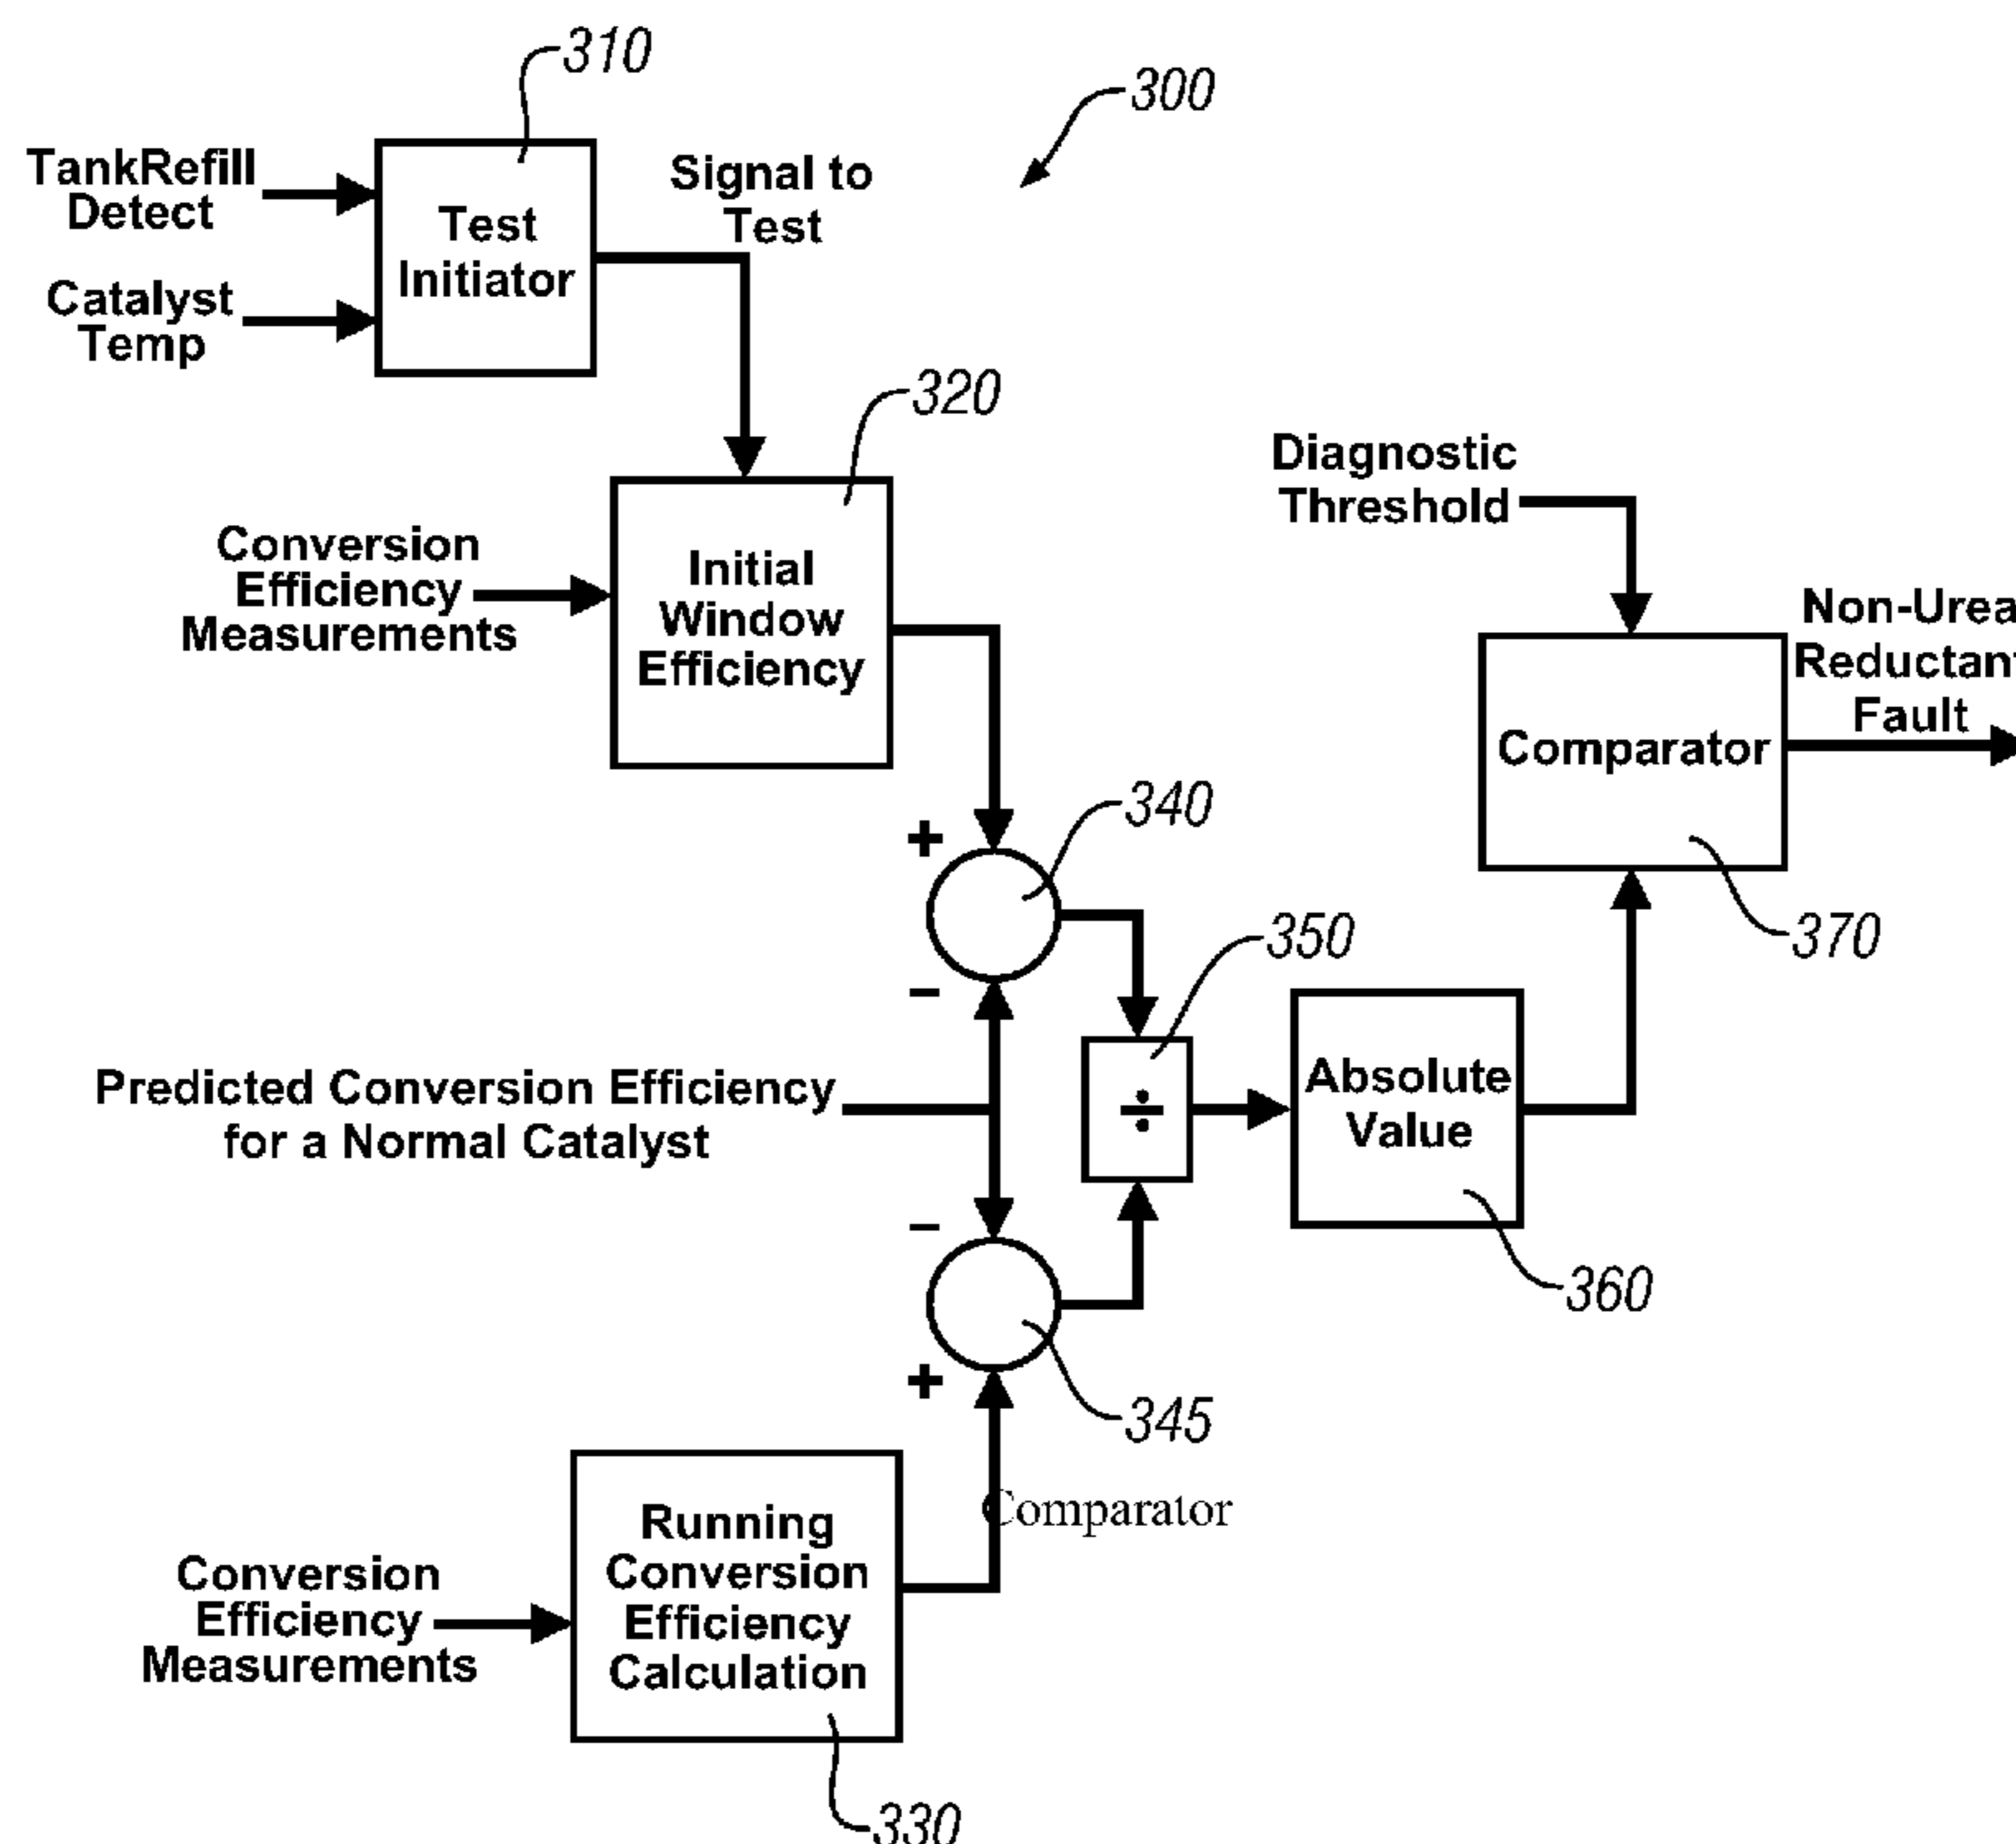 310
300
TankRefill
Detect
Signal to
Test
Test
Initiator
Catalyst
Temp
320
Diagnostic
Threshold
Conversion
Efficiency
Measurements
Initial
Window
Efficiency
Non-Urea
Reductant
Fault
Comparator
+
340
370
350
−
Predicted Conversion Efficiency
for a Normal Catalyst
÷
Absolute
Value
−
360
+
345
Comparator
Running
Conversion
Efficiency
Calculation
Conversion
Efficiency
Measurements
330